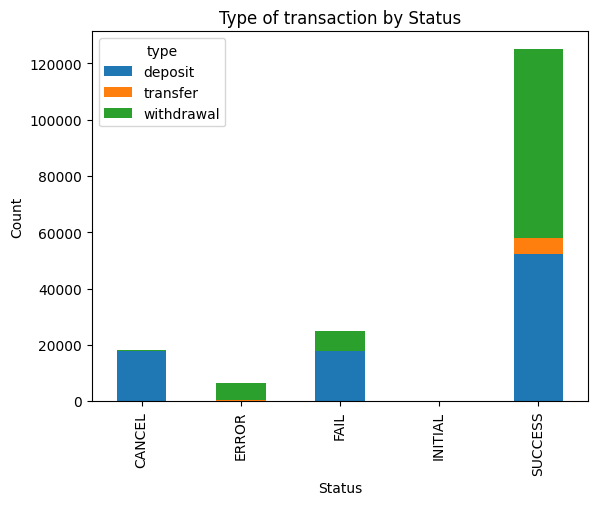 Type of transaction by Status
type
deposit
transfer
withdrawal
Count
120000
100000
80000
60000
40000
20000
0
CANCEL
ERROR
FAIL
INITIAL
SUCCESS
Status